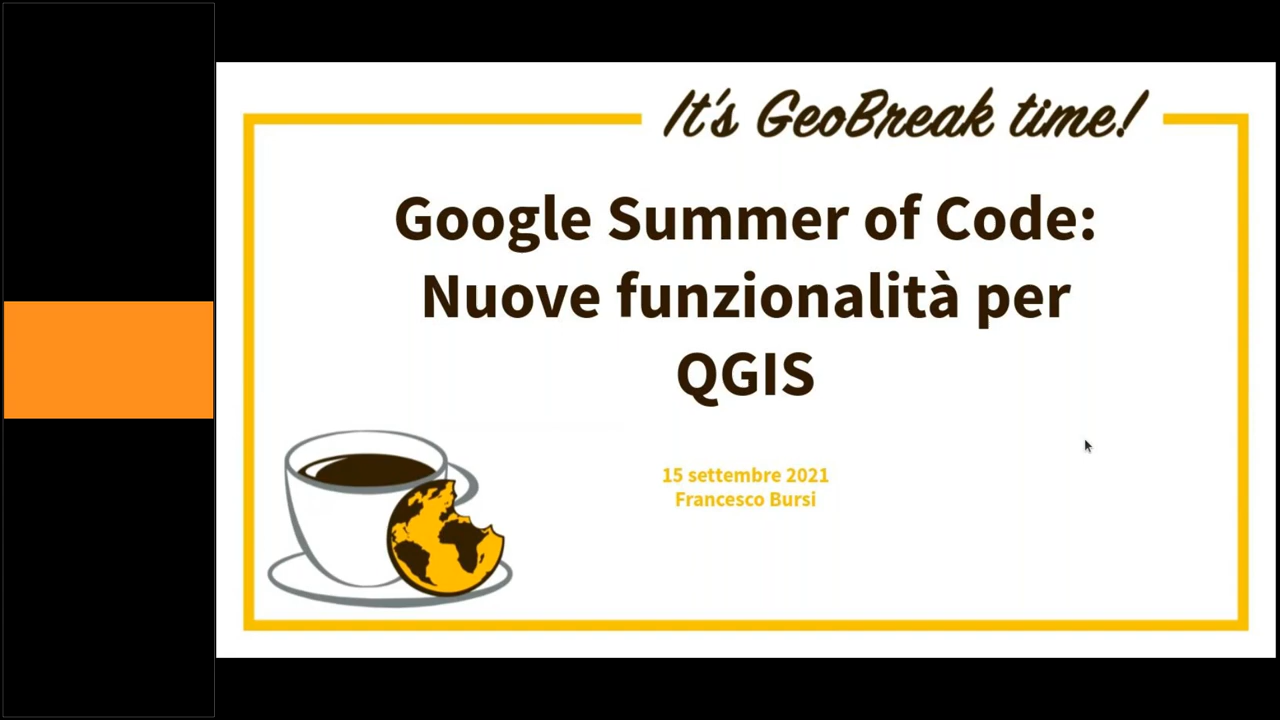 It's GeoBreak time!
Google Summer of Code:
Nuove funzionalità per
QGIS
15 settembre 2021
Francesco Bursi